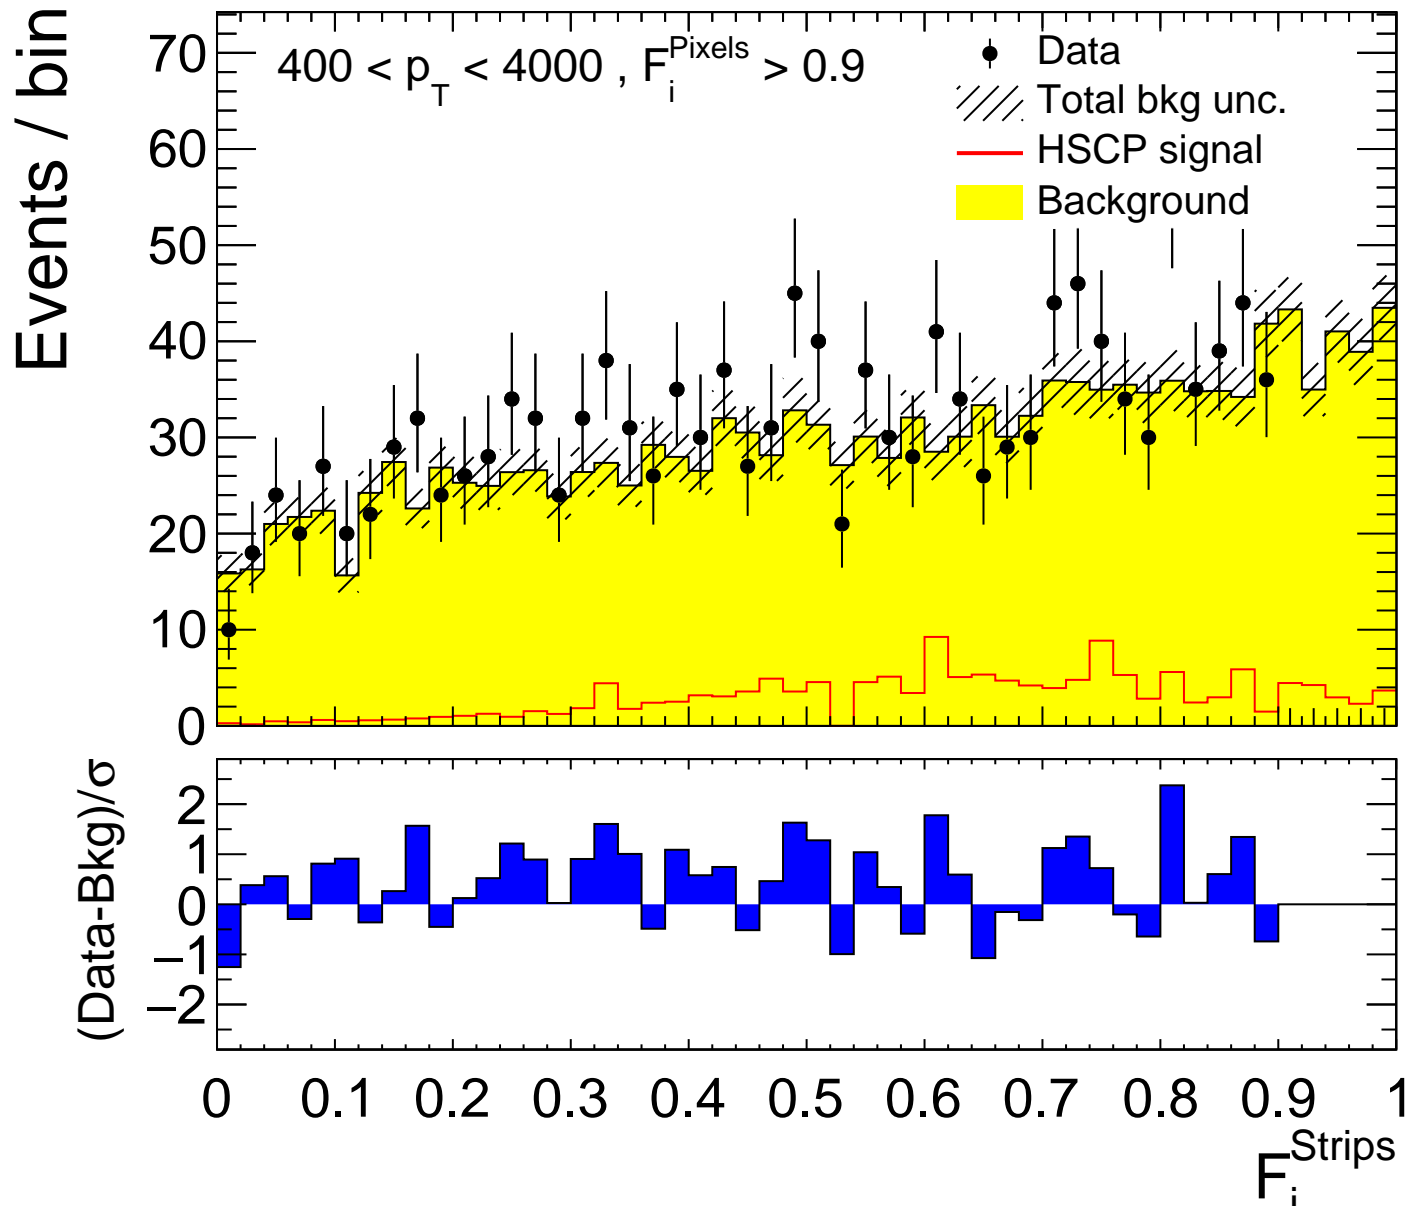 Events / bin
70
60
50
40
30
20
10
0
400 < p_T < 4000 , F_i^Pixels > 0.9
Data
Total bkg unc.
HSCP signal
Background
(Data-Bkg)/σ
2
1
0
−1
−2
0 0.1 0.2 0.3 0.4 0.5 0.6 0.7 0.8 0.9 1
F_i^Strips